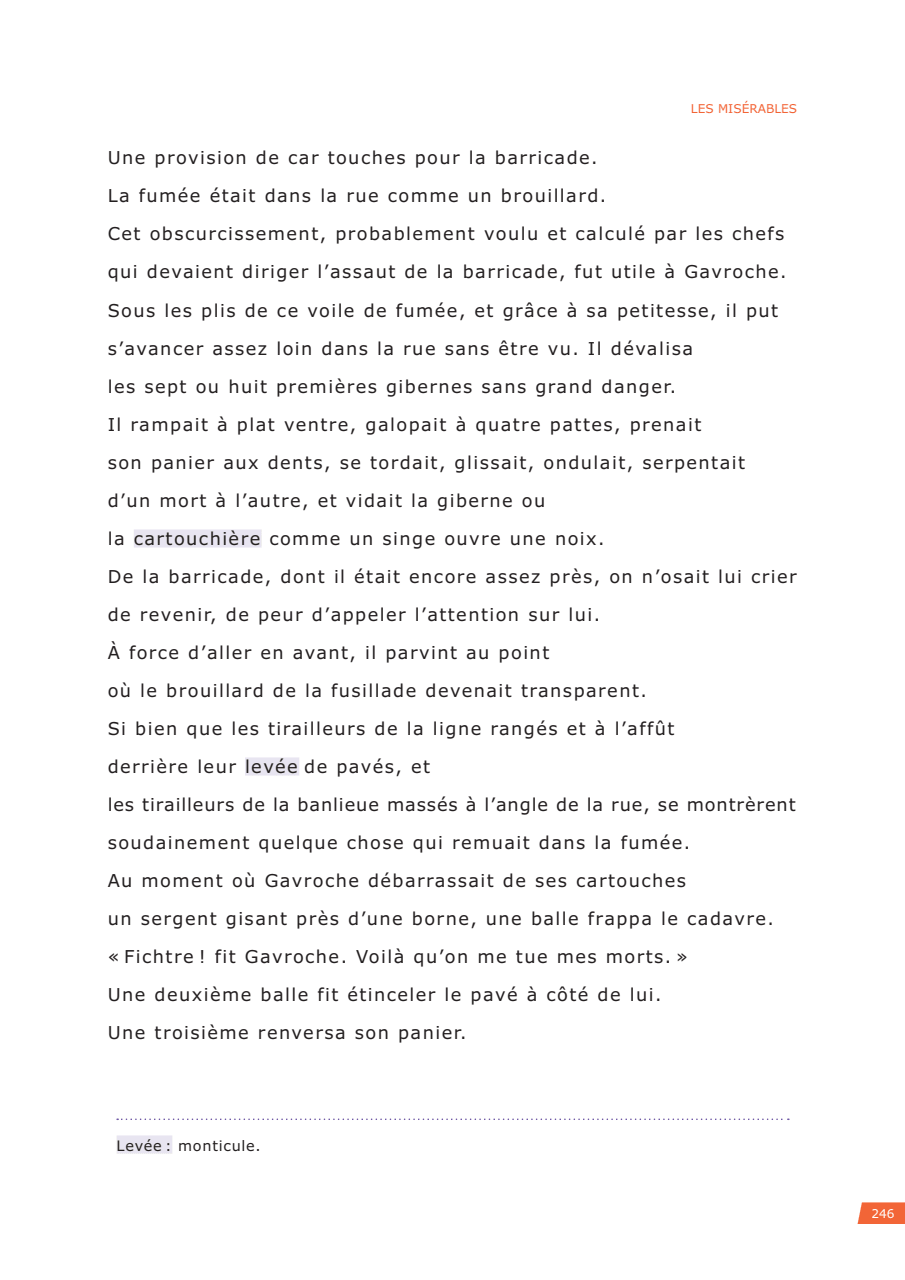 LES MISÉRABLES
Une provision de car touches pour la barricade.
La fumée était dans la rue comme un brouillard.
Cet obscurcissement, probablement voulu et calculé par les chefs
qui devaient diriger l’assaut de la barricade, fut utile à Gavroche.
Sous les plis de ce voile de fumée, et grâce à sa petitesse, il put
s’avancer assez loin dans la rue sans être vu. Il dévalisa
les sept ou huit premières gibernes sans grand danger.
Il rampait à plat ventre, galopait à quatre pattes, prenait
son panier aux dents, se tordait, glissait, ondulait, serpentait
d’un mort à l’autre, et vidait la giberne ou
la cartouchière comme un singe ouvre une noix.
De la barricade, dont il était encore assez près, on n’osait lui crier
de revenir, de peur d’appeler l’attention sur lui.
À force d’aller en avant, il parvint au point
où le brouillard de la fusillade devenait transparent.
Si bien que les tirailleurs de la ligne rangés et à l’affût
derrière leur levée de pavés, et
les tirailleurs de la banlieue massés à l’angle de la rue, se montrèrent
soudainement quelque chose qui remuait dans la fumée.
Au moment où Gavroche débarrassait de ses cartouches
un sergent gisant près d’une borne, une balle frappa le cadavre.
« Fichtre ! fit Gavroche. Voilà qu’on me tue mes morts. »
Une deuxième balle fit étinceler le pavé à côté de lui.
Une troisième renversa son panier.
Levée : monticule.
246